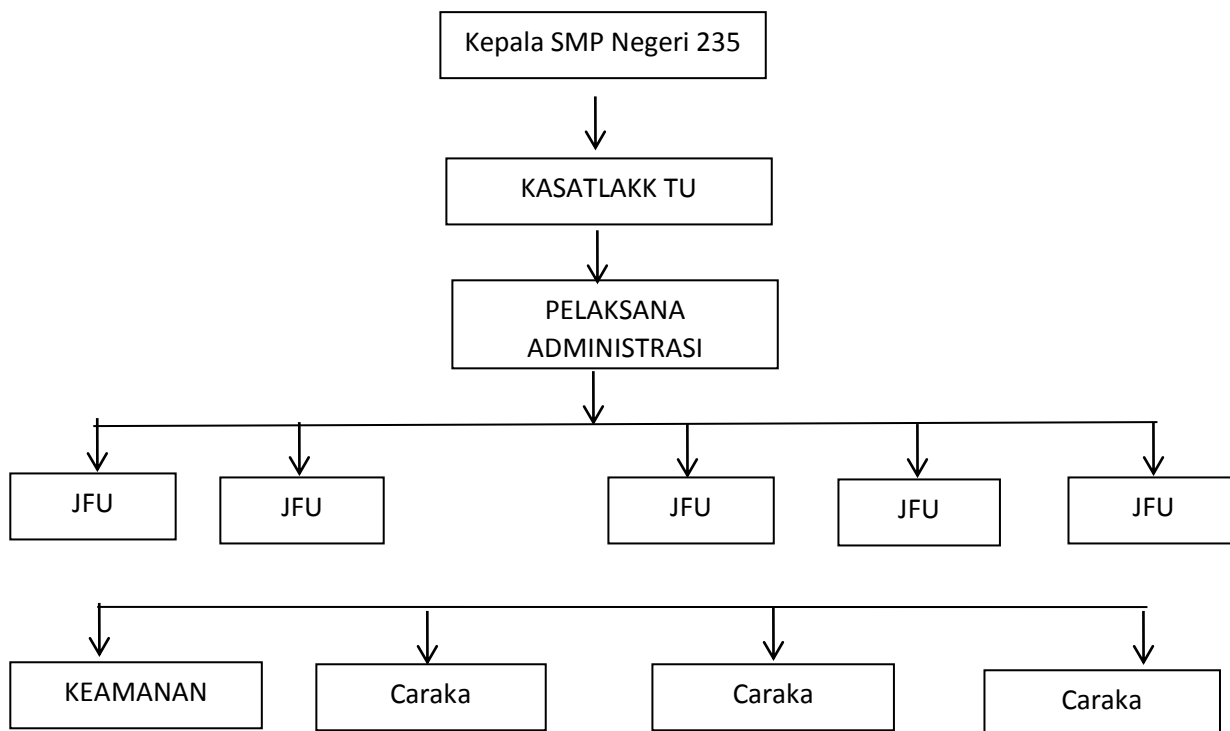 Kepala SMP Negeri 235
KASATLAKK TU
PELAKSANA
ADMINISTRASI
JFU
JFU
JFU
JFU
JFU
KEAMANAN
Caraka
Caraka
Caraka